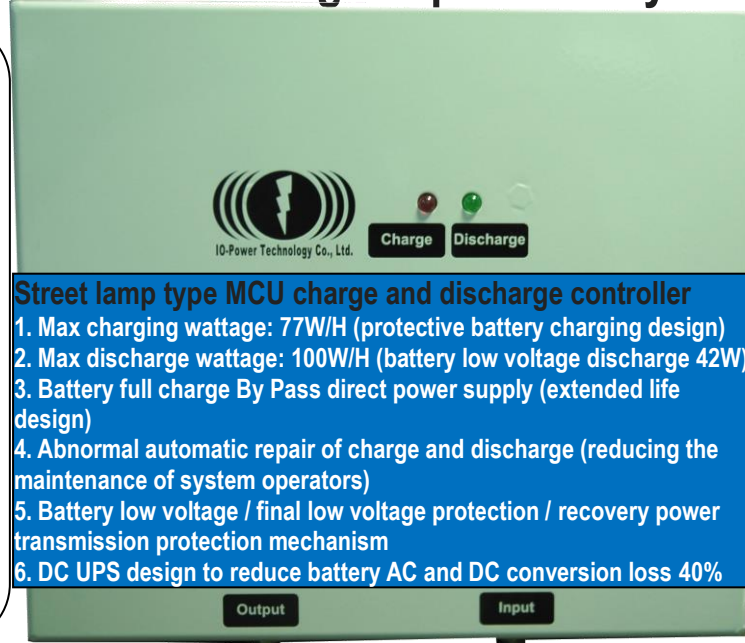 IO-Power Technology Co., Ltd.
Charge
Discharge
Street lamp type MCU charge and discharge controller
1. Max charging wattage: 77W/H (protective battery charging design)
2. Max discharge wattage: 100W/H (battery low voltage discharge 42W)
3. Battery full charge By Pass direct power supply (extended life
design)
4. Abnormal automatic repair of charge and discharge (reducing the
maintenance of system operators)
5. Battery low voltage / final low voltage protection / recovery power
transmission protection mechanism
6. DC UPS design to reduce battery AC and DC conversion loss 40%
Output
Input